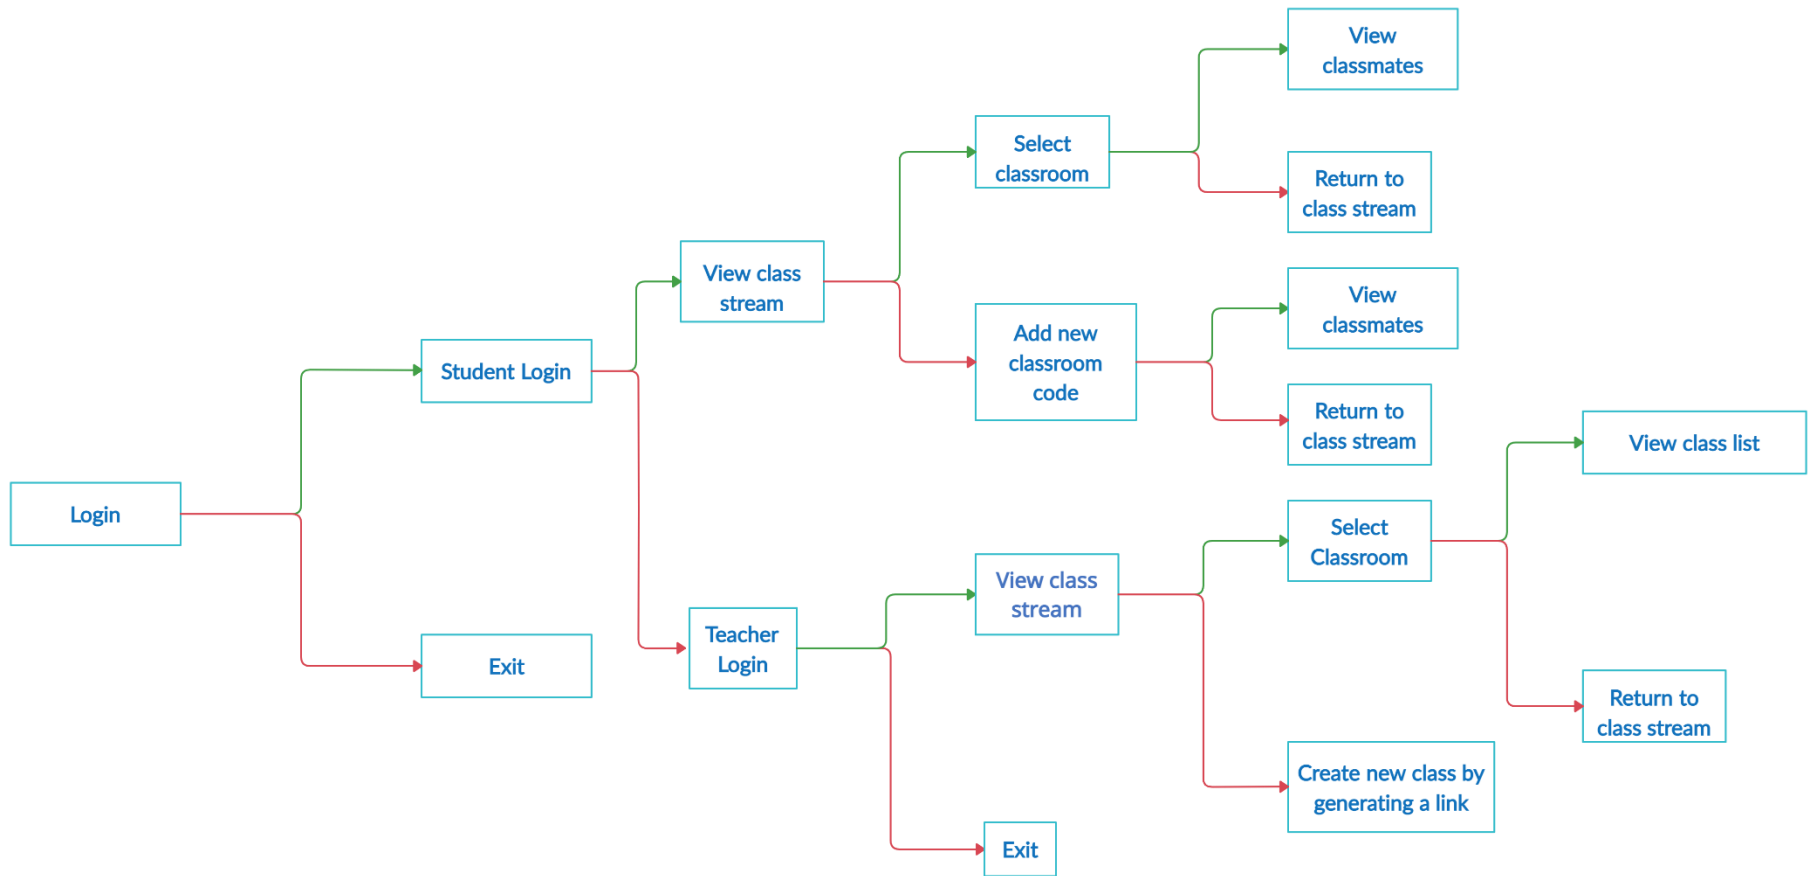 View
classmates
Select
classroom
Return to
class stream
View class
stream
View
classmates
Add new
classroom
code
Student Login
Return to
class stream
View class list
Login
Select
Classroom
View class
stream
Teacher
Login
Exit
Return to
class stream
Create new class by
generating a link
Exit